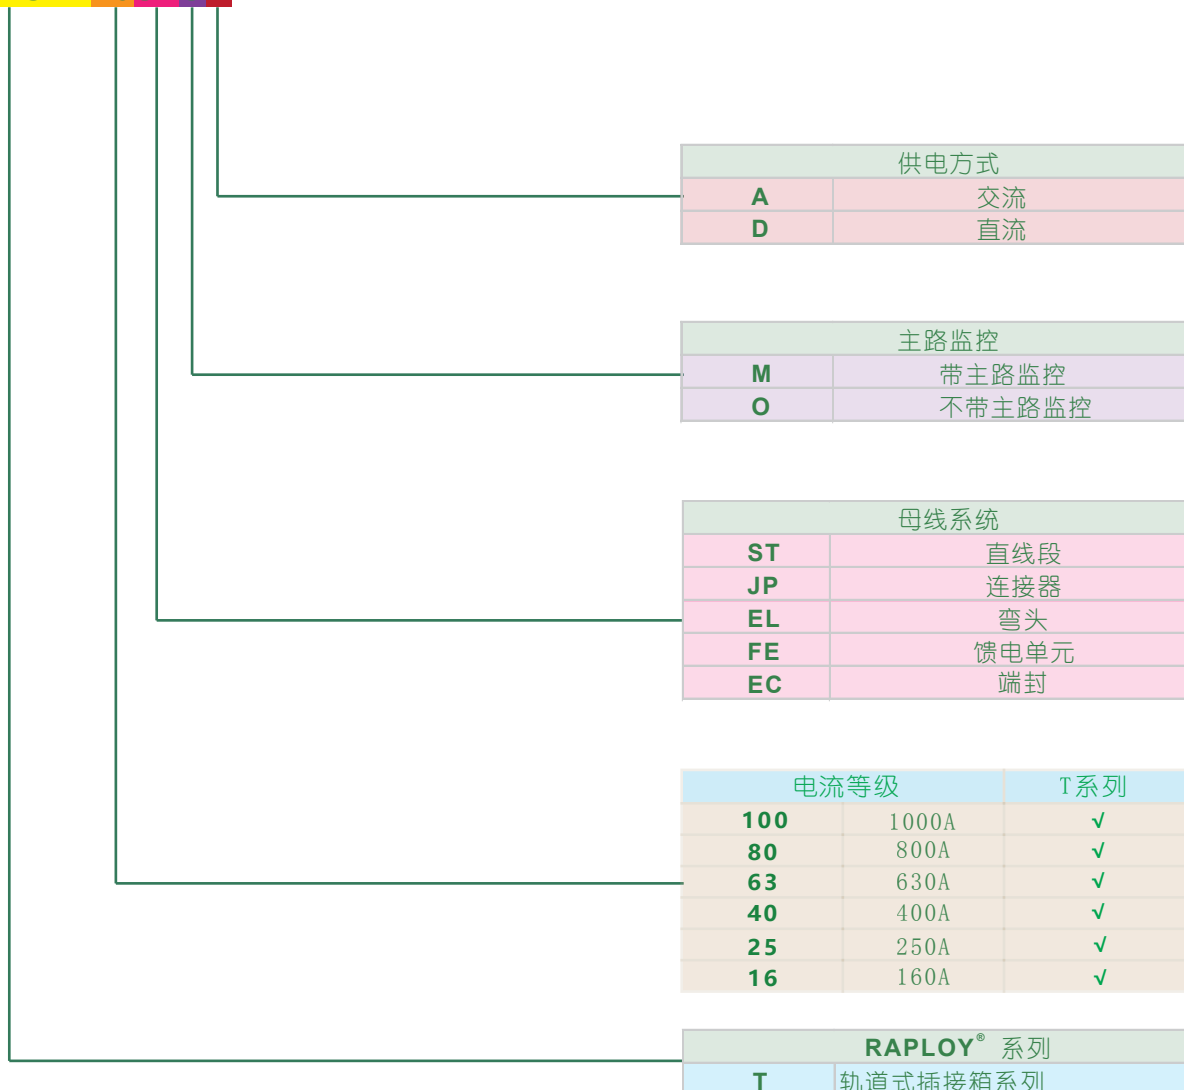 供电方式
A 交流
D 直流
主路监控
M 带主路监控
O 不带主路监控
母线系统
ST 直线段
JP 连接器
EL 弯头
FE 馈电单元
EC 端封
电流等级 T系列
100 1000A √
80 800A √
63 630A √
40 400A √
25 250A √
16 160A √
RAPLOY® 系列
T 轨道式插接箱系列